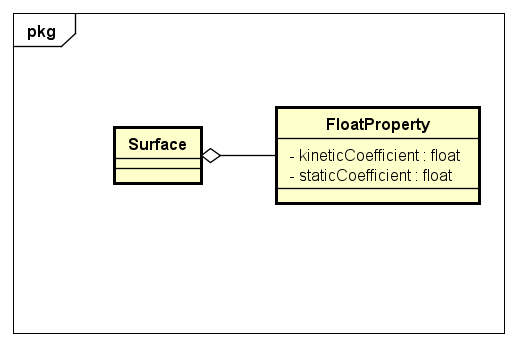 pkg
Surface
FloatProperty
- kineticCoefficient : float
- staticCoefficient : float